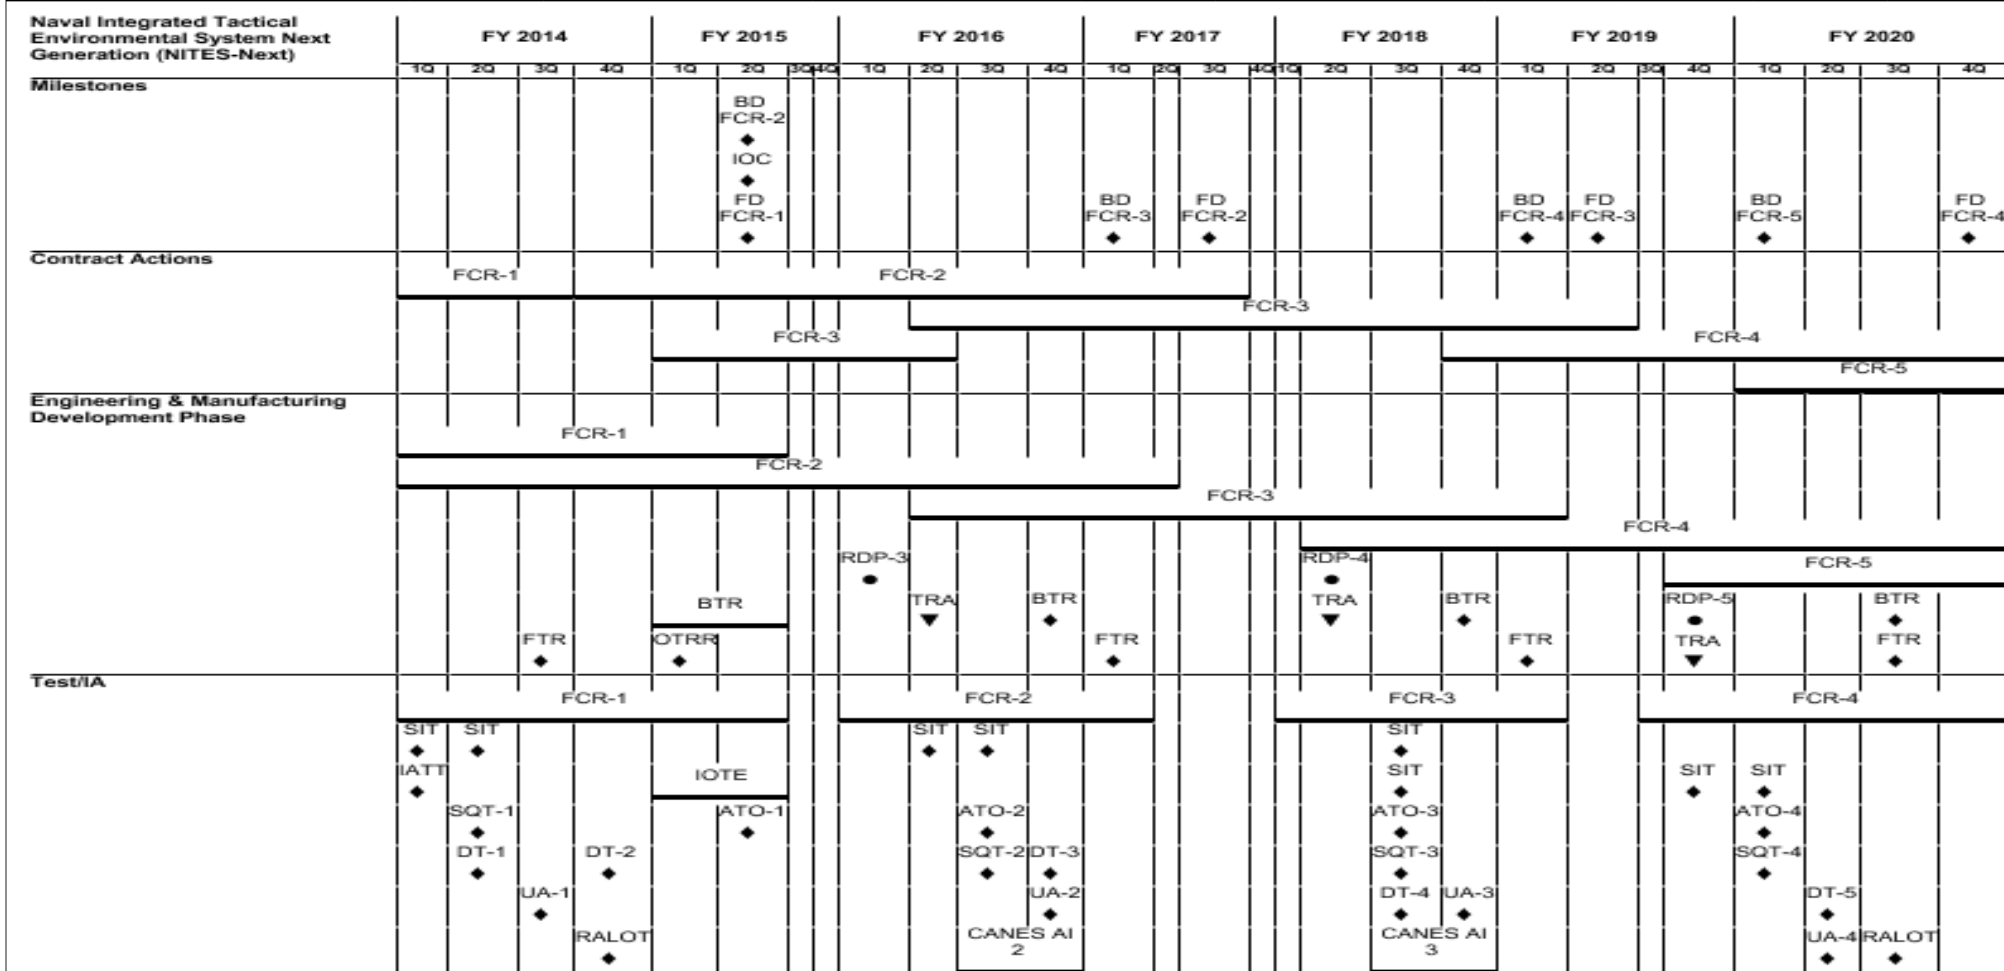 Naval Integrated Tactical
Environmental System Next
Generation (NITES-Next)
FY 2014 FY 2015 FY 2016 FY 2017 FY 2018 FY 2019 FY 2020
1Q 2Q 3Q 4Q 1Q 2Q 3Q 4Q 1Q 2Q 3Q 4Q 1Q 2Q 3Q 4Q 1Q 2Q 3Q 4Q 1Q 2Q 3Q 4Q 1Q 2Q 3Q 4Q
Milestones
BD
FCR-2
IOC
FD BD FD BD FD BD FD
FCR-1 FCR-3 FCR-2 FCR-4 FCR-3 FCR-5 FCR-4
Contract Actions
FCR-1 FCR-2
FCR-3
FCR-3 FCR-4
FCR-5
Engineering & Manufacturing
Development Phase
FCR-1
FCR-2
FCR-3
FCR-4
RDP-3 RDP-4 FCR-5
BTR TRA BTR TRA BTR RDP-5 BTR
FTR OTRR FTR FTR TRA FTR
Test/IA
FCR-1 FCR-2 FCR-3 FCR-4
SIT SIT SIT SIT SIT
IATT IOTE SIT SIT SIT
SQT-1 ATO-1 ATO-2 ATO-3 ATO-4
DT-1 DT-2 SQT-2 DT-3 SQT-3 SQT-4
UA-1 UA-2 DT-4 UA-3 DT-5
RALOT CANES AI CANES AI UA-4 RALOT
2 3